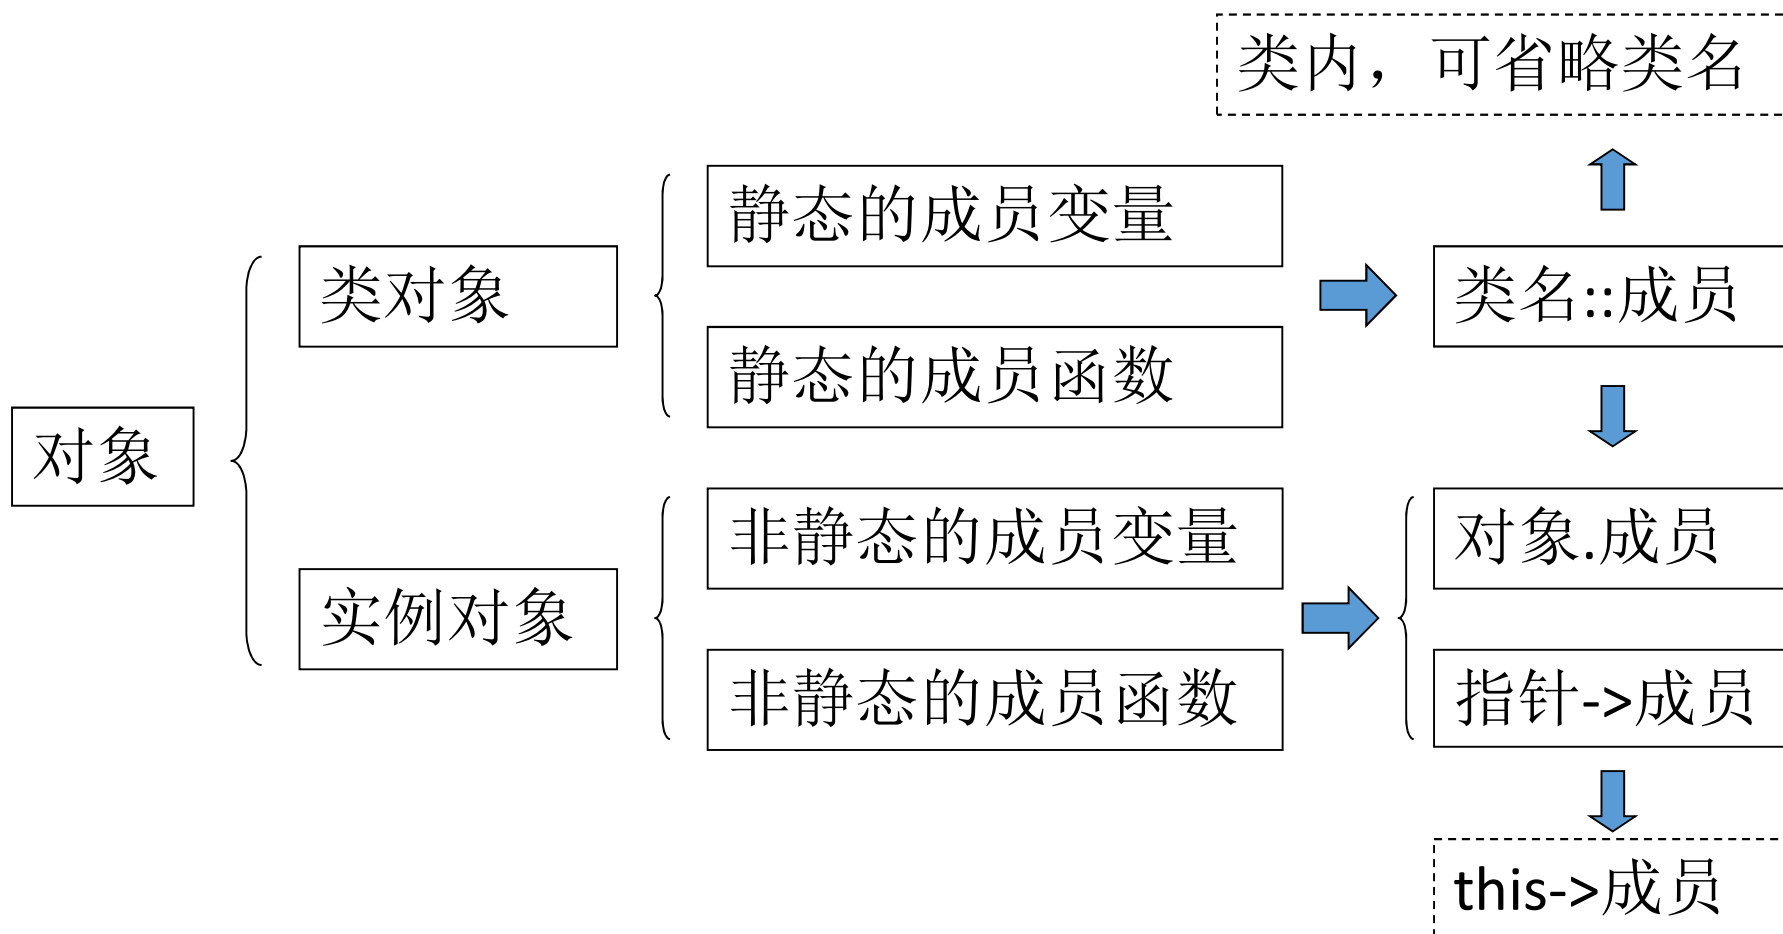 类内，可省略类名
静态的成员变量
类对象
类名::成员
静态的成员函数
对象
非静态的成员变量
对象.成员
实例对象
非静态的成员函数
指针->成员
this->成员